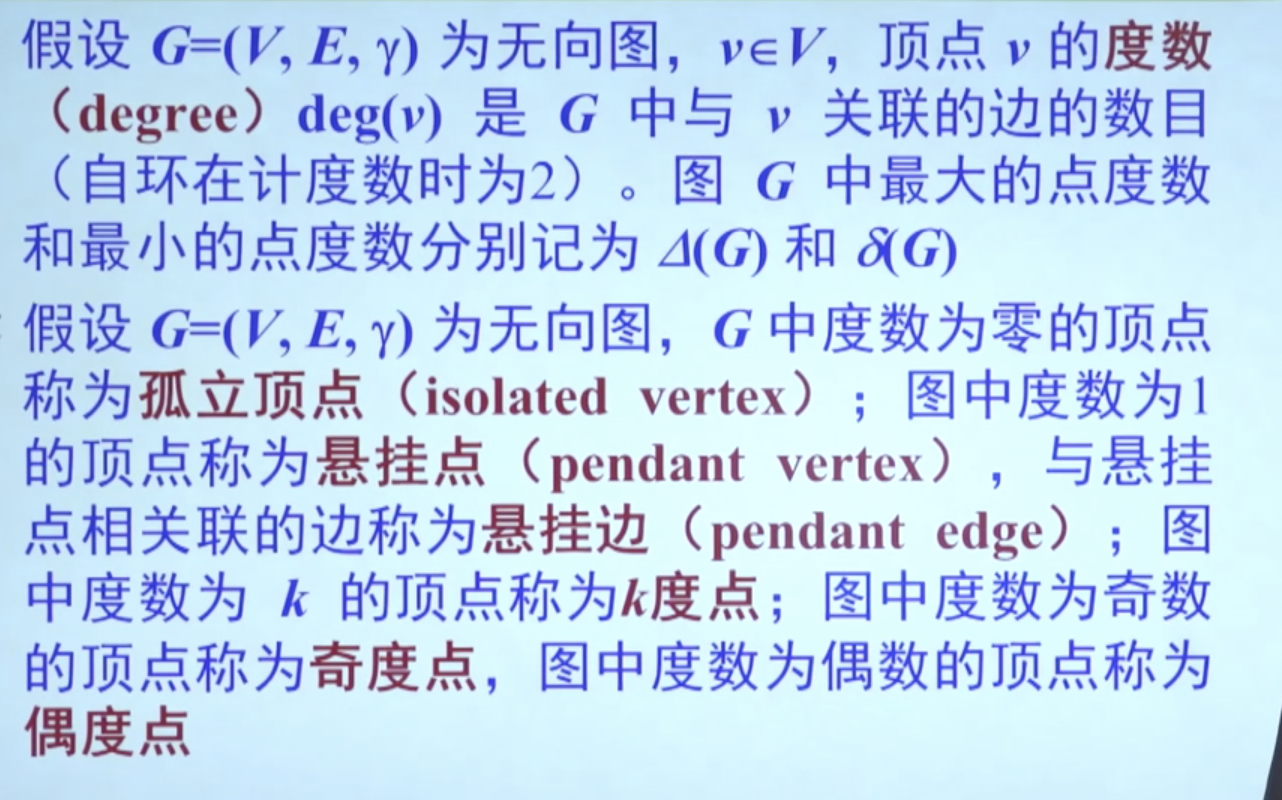 假设 G=(V, E, γ) 为无向图，v∈V，顶点 v 的度数
（degree）deg(v) 是 G 中与 v 关联的边的数目
（自环在计度数时为2）。图 G 中最大的点度数
和最小的点度数分别记为 Δ(G) 和 δ(G)
假设 G=(V, E, γ) 为无向图，G 中度数为零的顶点
称为孤立顶点（isolated vertex）；图中度数为1
的顶点称为悬挂点（pendant vertex），与悬挂
点相关联的边称为悬挂边（pendant edge）；图
中度数为 k 的顶点称为k度点；图中度数为奇数
的顶点称为奇度点，图中度数为偶数的顶点称为
偶度点